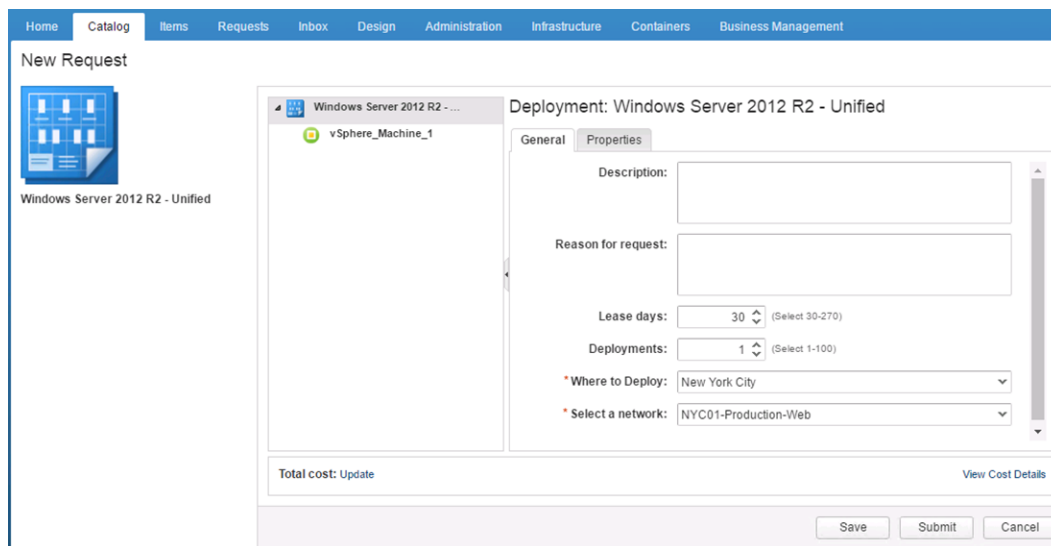 Home Catalog Items Requests Inbox Design Administration Infrastructure Containers Business Management
New Request
Windows Server 2012 R2 - Unified
Windows Server 2012 R2 - ...
vSphere_Machine_1
Deployment: Windows Server 2012 R2 - Unified
General Properties
Description:
Reason for request:
Lease days: 30 (Select 30-270)
Deployments: 1 (Select 1-100)
* Where to Deploy: New York City
* Select a network: NYC01-Production-Web
Total cost: Update View Cost Details
Save Submit Cancel